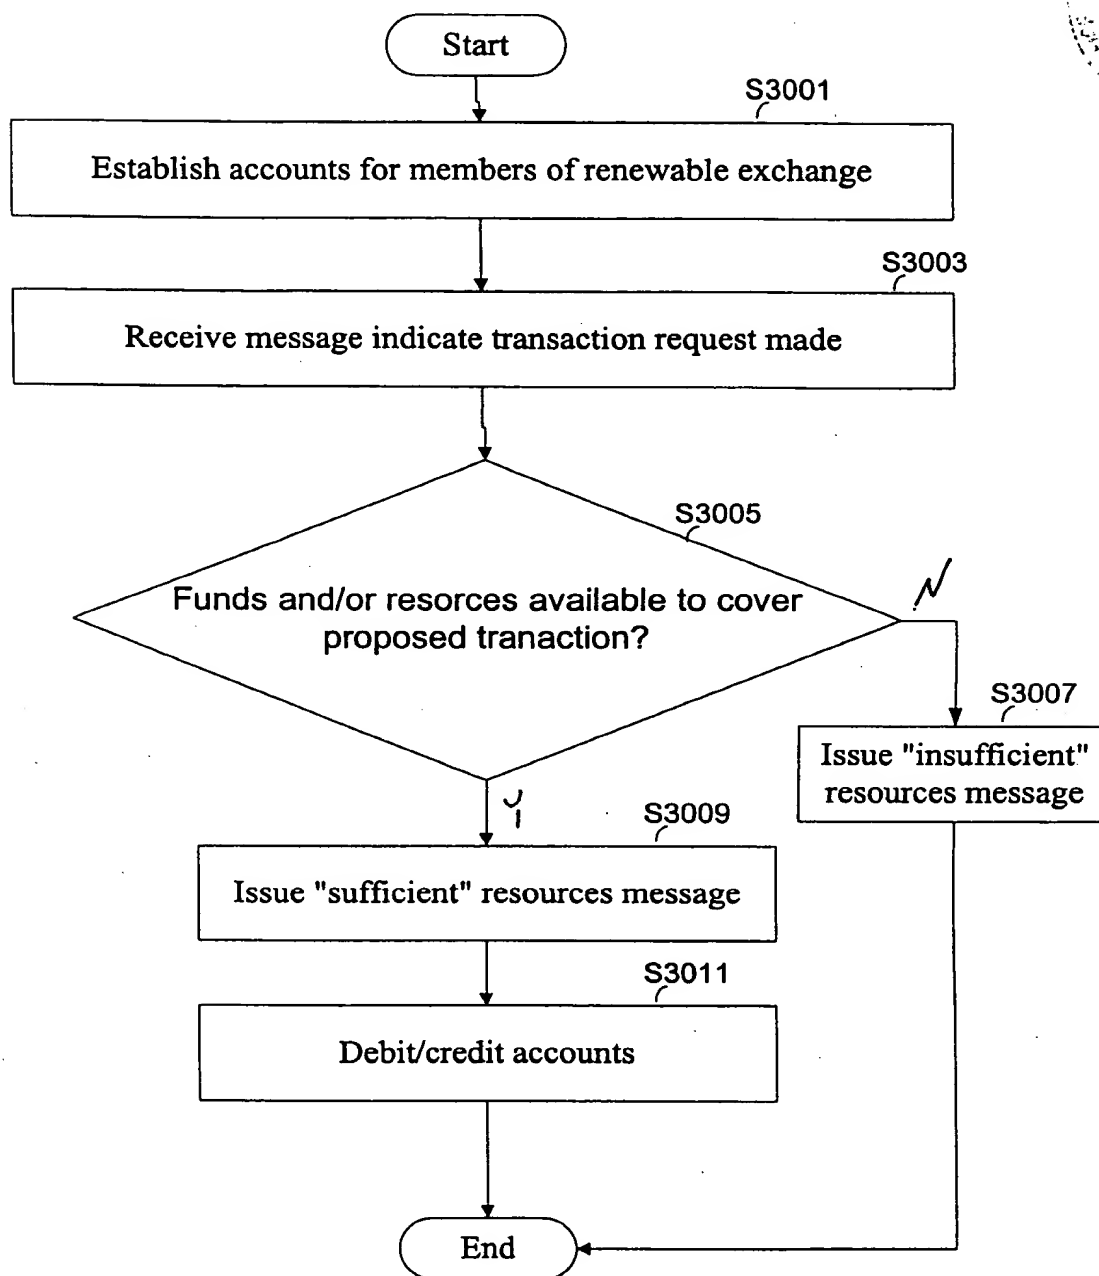 Start
S3001
Establish accounts for members of renewable exchange
S3003
Receive message indicate transaction request made
S3005
Funds and/or resorces available to cover
proposed tranaction?
N
S3007
Issue "insufficient"
resources message
Y
S3009
Issue "sufficient" resources message
S3011
Debit/credit accounts
End